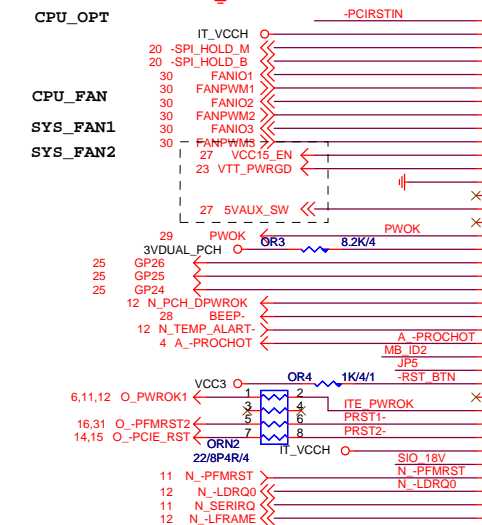 CPU_OPT
-PCIRSTIN
IT_VCCH
20 -SPI_HOLD_M
20 -SPI_HOLD_B
30 FANIO1
30 FANPWM1
CPU_FAN
30 FANIO2
30 FANPWM2
SYS_FAN1
30 FANIO3
30 FANPWM3
SYS_FAN2
27 VCC15_EN
23 VTT_PWRGD
27 5VAUX_SW
29 PWOK
PWOK
3VDUAL_PCH OR3 8.2K/4
25 GP26
25 GP25
25 GP24
12 N_PCH_DPWROK
28 BEEP-
12 N_TEMP_ALART-
4 A_-PROCHOT
A_-PROCHOT
MB_ID2
JP5
VCC3 OR4 1K/4/1 -RST_BTN
6,11,12 O_PWROK1 1 2
3 4 ITE_PWROK
16,31 O_-PFMRST2 5 6 PRST1-
14,15 O_-PCIE_RST 7 8 PRST2-
ORN2
22/8P4R/4
IT_VCCH
SIO_18V
11 N_-PFMRST
N_-PFMRST
12 N_-LDRQ0
N_-LDRQ0
11 N_SERIRQ
12 N_-LFRAME